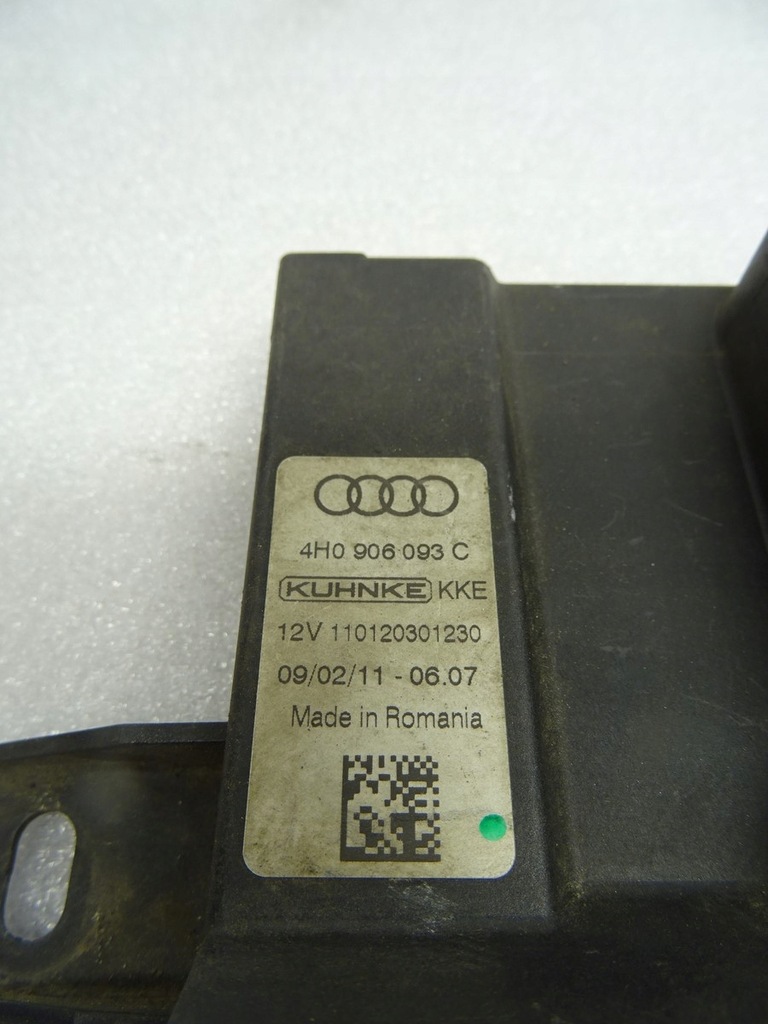 4H0 906 093 C
KUHNKE KKE
12V 110120301230
09/02/11 - 06.07
Made in Romania